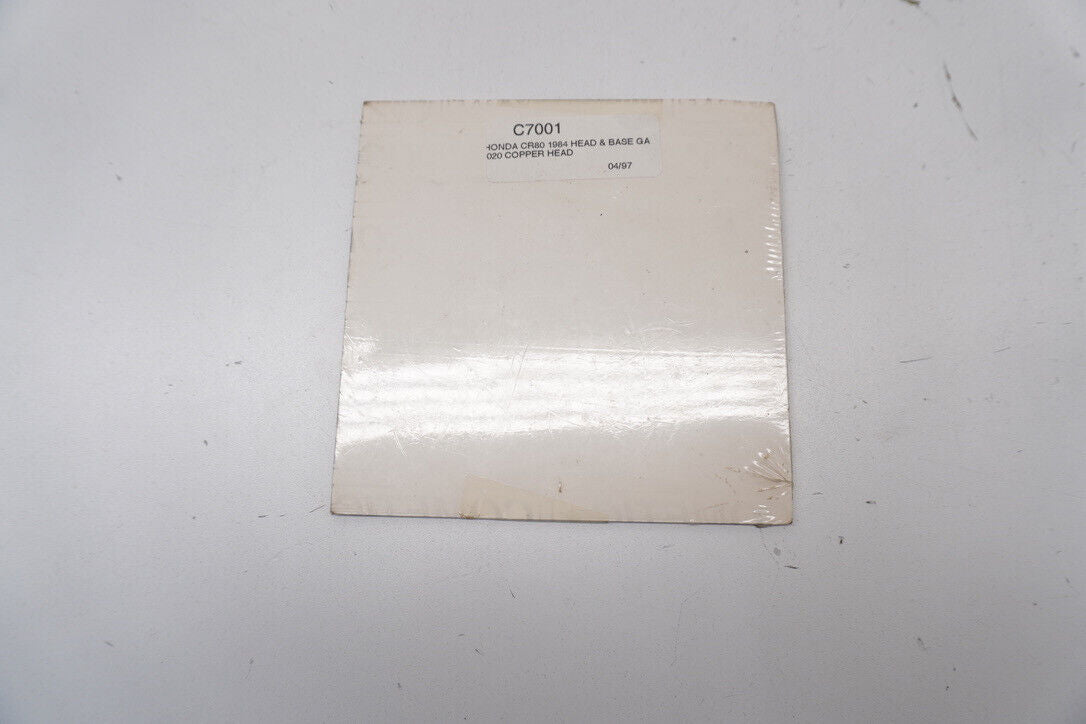 C7001
HONDA CR80 1984 HEAD & BASE GA
020 COPPER HEAD
04/97